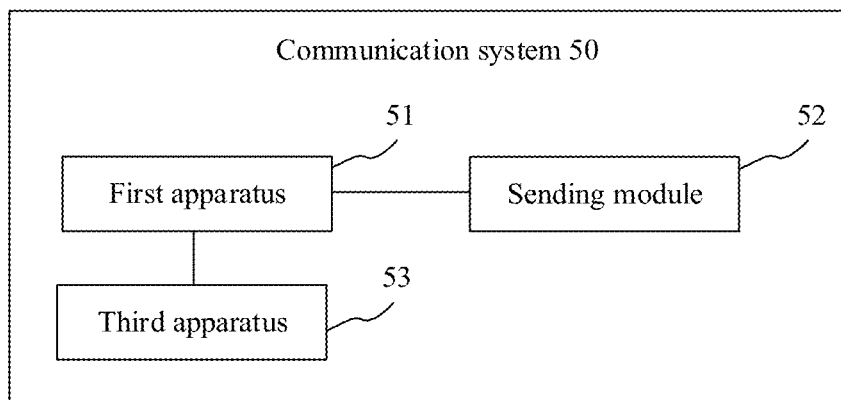 Communication system 50
51
52
First apparatus
Sending module
53
Third apparatus